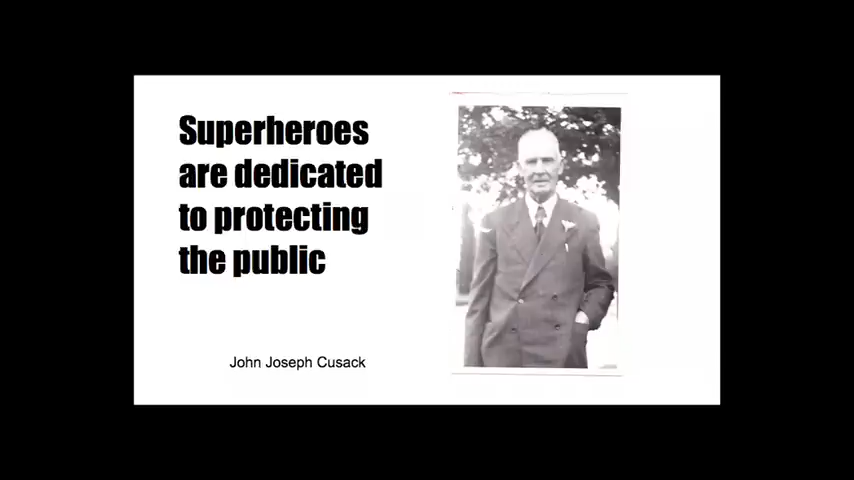 Superheroes
are dedicated
to protecting
the public
John Joseph Cusack